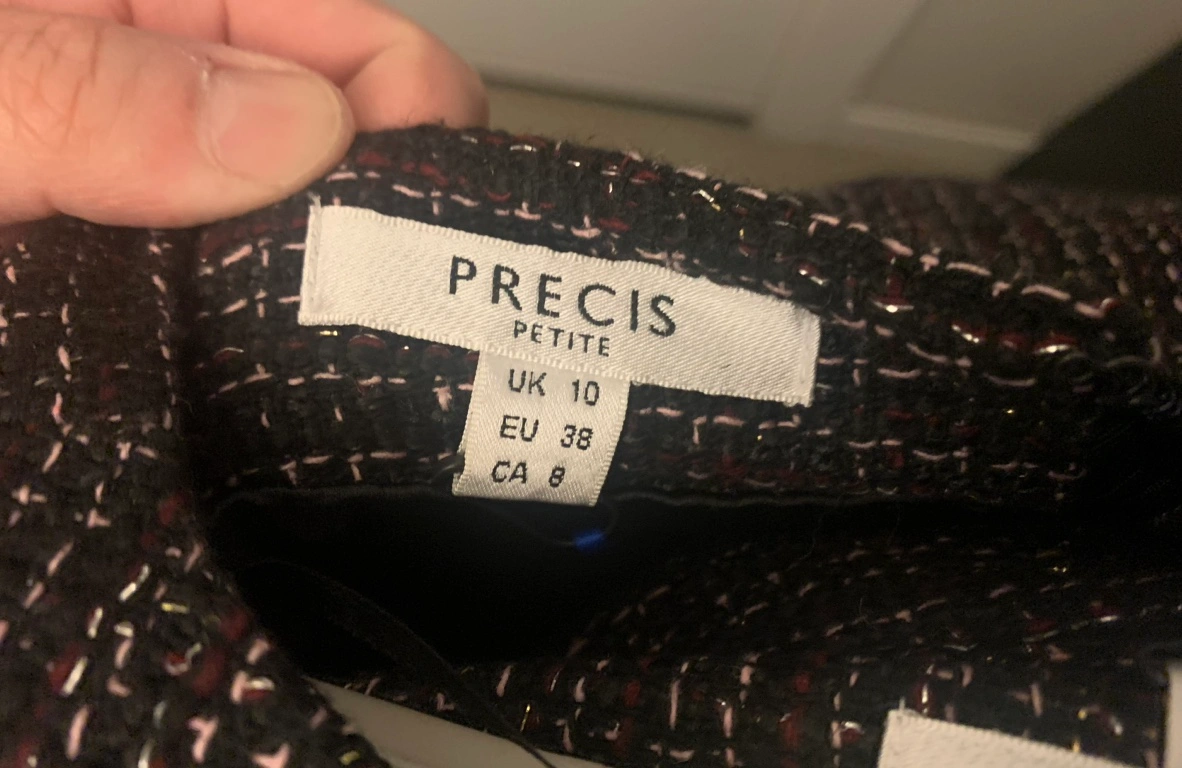 PRECIS
PETITE
UK 10
EU 38
CA 8